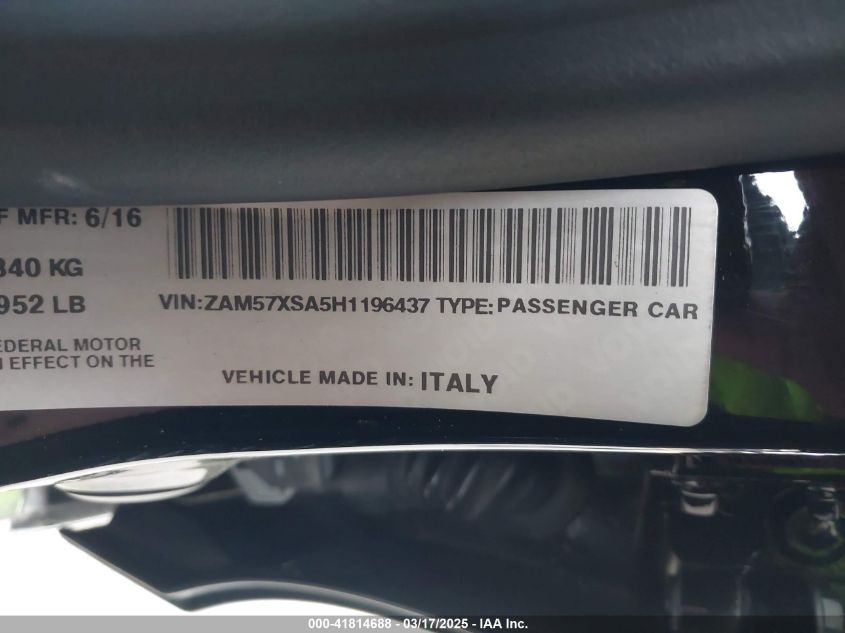 F MFR: 6/16
840 KG
952 LB
VIN:ZAM57XSA5H1196437 TYPE:PASSENGER CAR
EDERAL MOTOR
EFFECT ON THE
VEHICLE MADE IN: ITALY
000-41814688 - 03/17/2025 - IAA Inc.